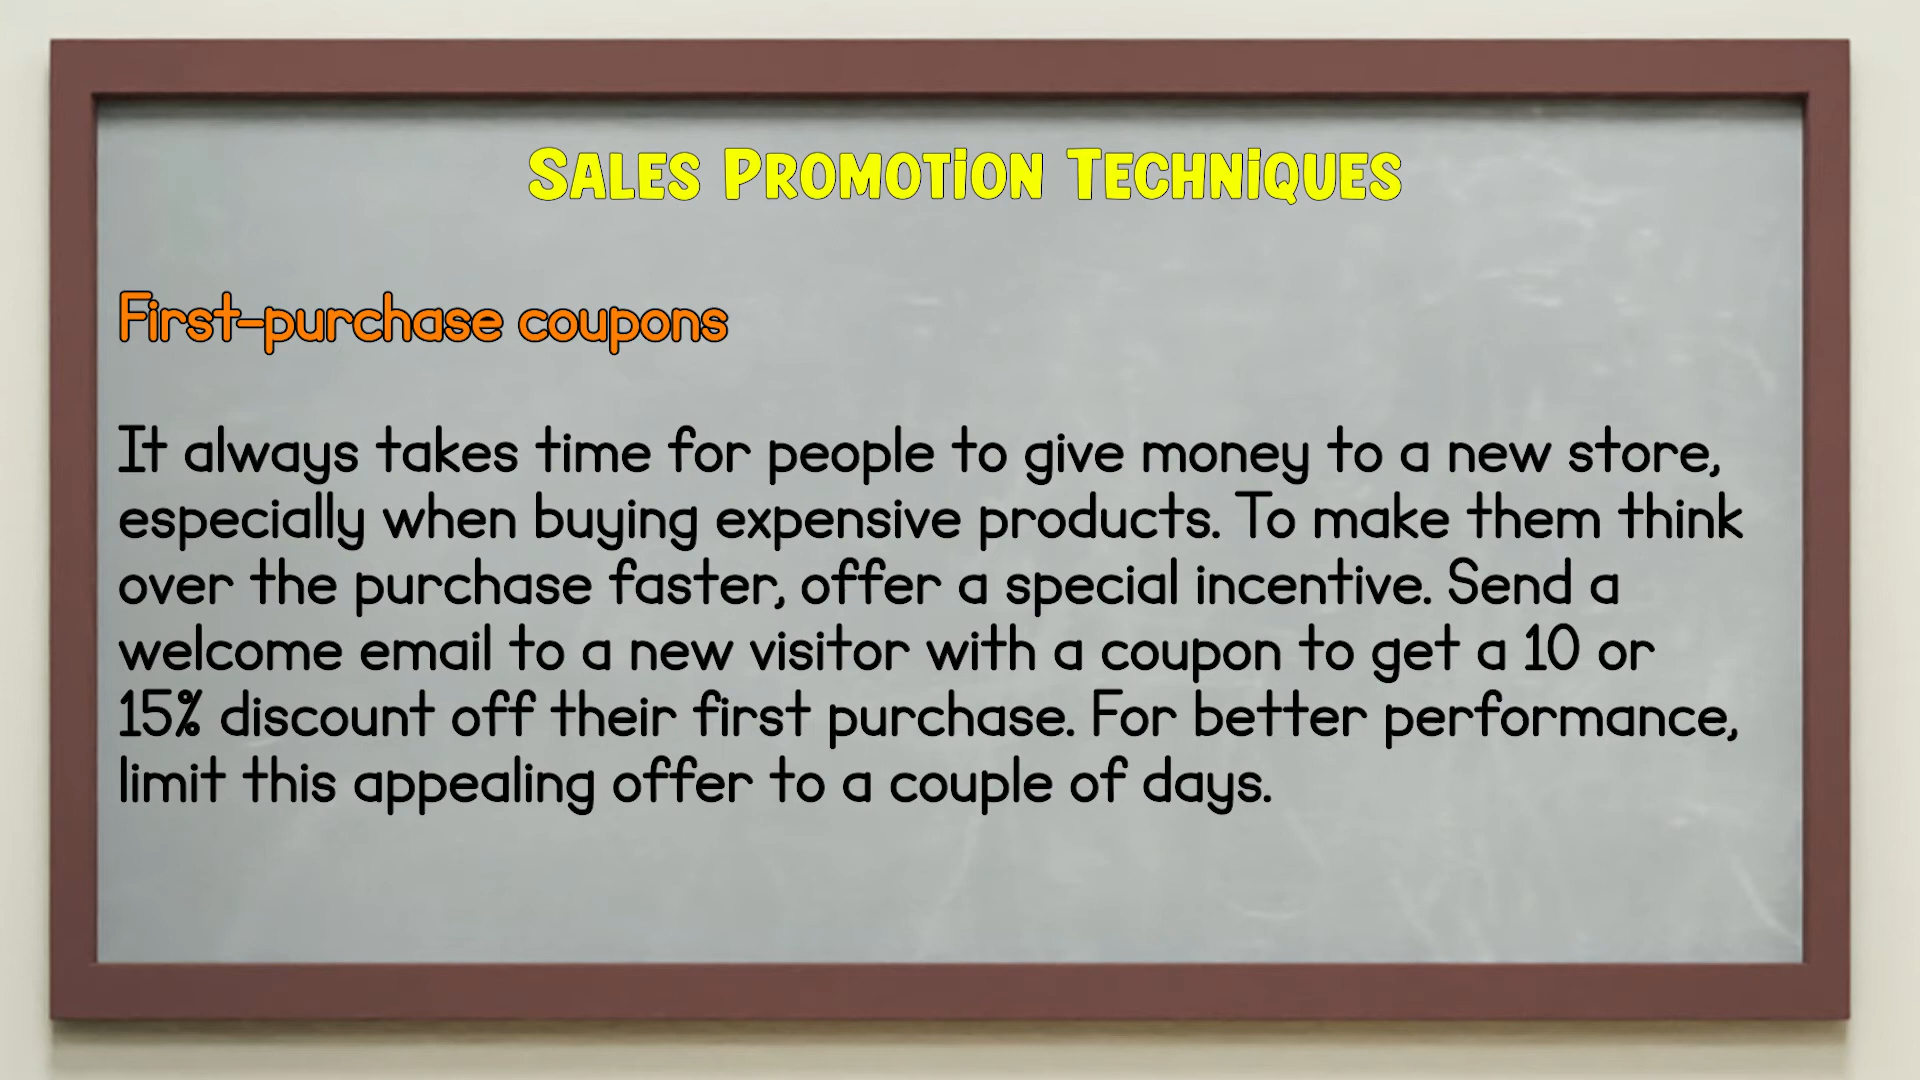 Sales Promotion Techniques
First-purchase coupons
It always takes time for people to give money to a new store,
especially when buying expensive products. To make them think
over the purchase faster, offer a special incentive. Send a
welcome email to a new visitor with a coupon to get a 10 or
15% discount off their first purchase. For better performance,
limit this appealing offer to a couple of days.